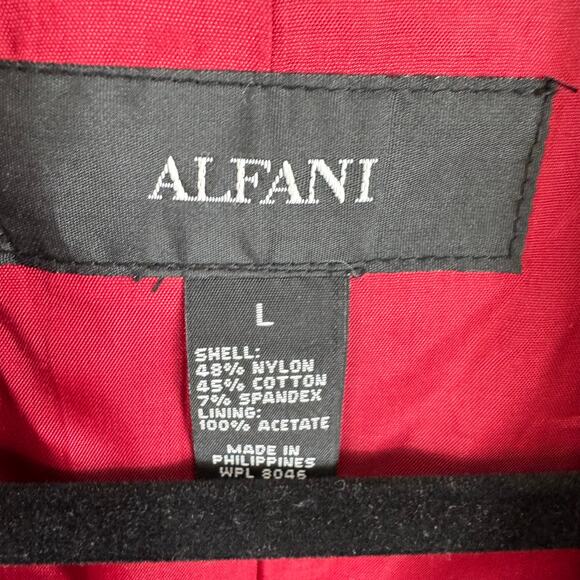 ALFANI
L
SHELL:
48% NYLON
45% COTTON
7% SPANDEX
LINING:
100% ACETATE
MADE IN
PHILIPPINES
WPL 8046